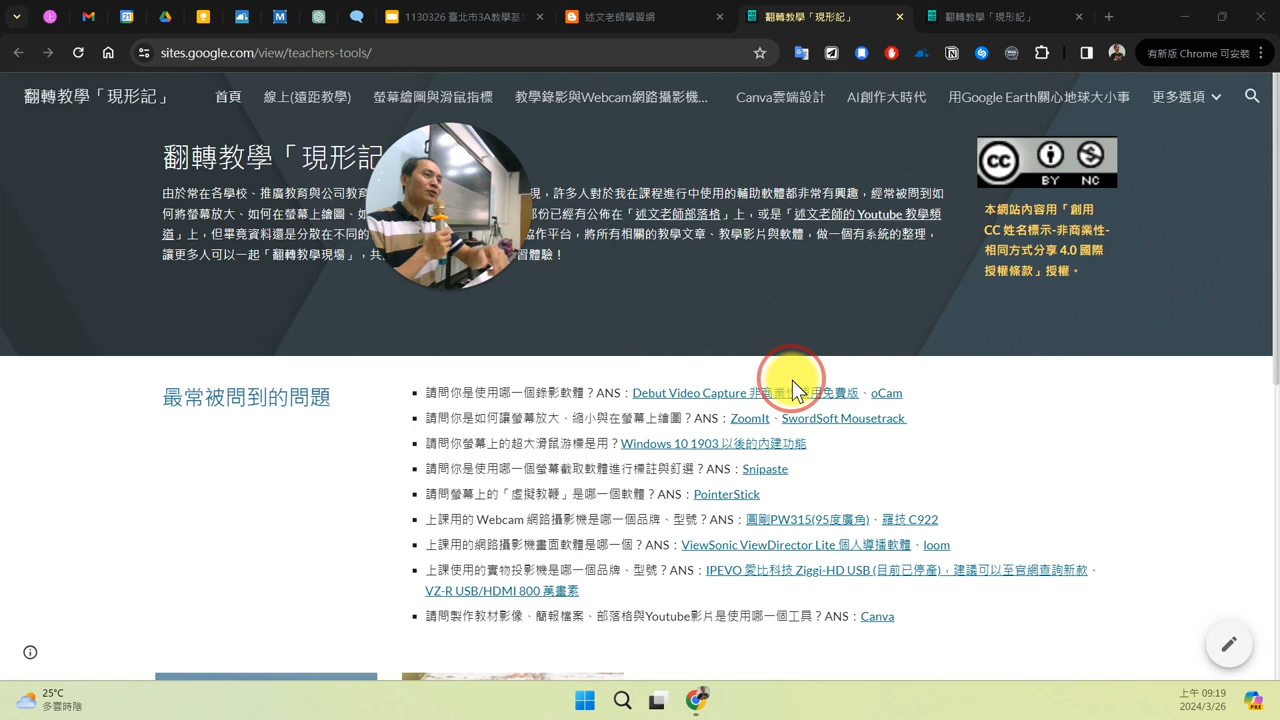 1130326 臺北市3A教學基
述文老師學習網
翻轉教學「現形記」
翻轉教學「現形記」
sites.google.com/view/teachers-tools/
有新版 Chrome 可安裝
翻轉教學「現形記」
首頁
線上(遠距教學)
螢幕繪圖與滑鼠指標
教學錄影與Webcam網路攝影機...
Canva雲端設計
AI創作大時代
用Google Earth關心地球大小事
更多選項
翻轉教學「現形記
由於常在各學校、推廣教育與公司 現，許多人對於我在課程進行中使用的輔助軟體都非常有興趣，經常被問到如
何將螢幕放大、如何在螢幕上繪圖、如 部份已經有公佈在「述文老師部落格」上，或是「述文老師的 Youtube 教學頻
道」上，但畢竟資料還是分散在不同的 協作平台，將所有相關的教學文章、教學影片與軟體，做一個有系統的整理，
讓更多人可以一起「翻轉教學現場」，共 習體驗！
CC BY NC
本網站內容用「創用
CC 姓名標示-非商業性-
相同方式分享 4.0 國際
授權條款」授權。
最常被問到的問題
請問你是使用哪一個錄影軟體？ANS：Debut Video Capture 非商業性使用免費版、oCam
請問你是如何讓螢幕放大、縮小與在螢幕上繪圖？ANS：ZoomIt、SwordSoft Mousetrack
請問你螢幕上的超大滑鼠游標是用？Windows 10 1903 以後的內建功能
請問你是使用哪一個螢幕截取軟體進行標註與釘選？ANS：Snipaste
請問螢幕上的「虛擬教鞭」是哪一個軟體？ANS：PointerStick
上課用的 Webcam 網路攝影機是哪一個品牌、型號？ANS：圓剛PW315(95度廣角)、羅技 C922
上課用的網路攝影機畫面軟體是哪一個？ANS：ViewSonic ViewDirector Lite 個人導播軟體、loom
上課使用的實物投影機是哪一個品牌、型號？ANS：IPEVO 愛比科技 Ziggi-HD USB (目前已停產)，建議可以至官網查詢新款、
VZ-R USB/HDMI 800 萬畫素
請問製作教材影像、簡報檔案、部落格與Youtube影片是使用哪一個工具？ANS：Canva
25°C
多雲時陰
上午 09:19
2024/3/26